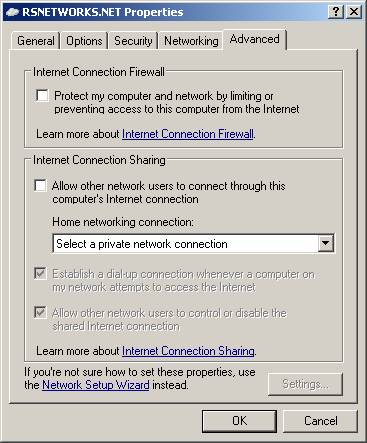 RSNETWORKS.NET Properties
General Options Security Networking Advanced
Internet Connection Firewall
Protect my computer and network by limiting or
preventing access to this computer from the Internet
Learn more about Internet Connection Firewall.
Internet Connection Sharing
Allow other network users to connect through this
computer's Internet connection
Home networking connection:
Select a private network connection
Establish a dial-up connection whenever a computer on
my network attempts to access the Internet
Allow other network users to control or disable the
shared Internet connection
Learn more about Internet Connection Sharing.
If you're not sure how to set these properties, use
the Network Setup Wizard instead.
Settings...
OK Cancel